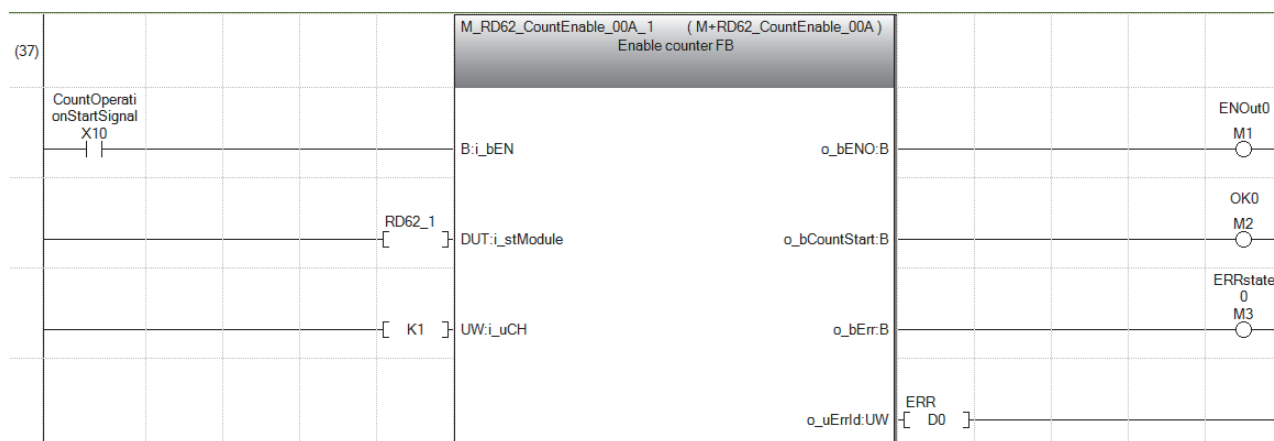 M_RD62_CountEnable_00A_1 ( M+RD62_CountEnable_00A )
Enable counter FB
(37)
CountOperati
onStartSignal
X10
B:i_bEN
o_bENO:B
ENOut0
M1
RD62_1
DUT:i_stModule
o_bCountStart:B
OK0
M2
K1
UW:i_uCH
o_bErr:B
ERRstate
0
M3
o_uErrId:UW
ERR
D0